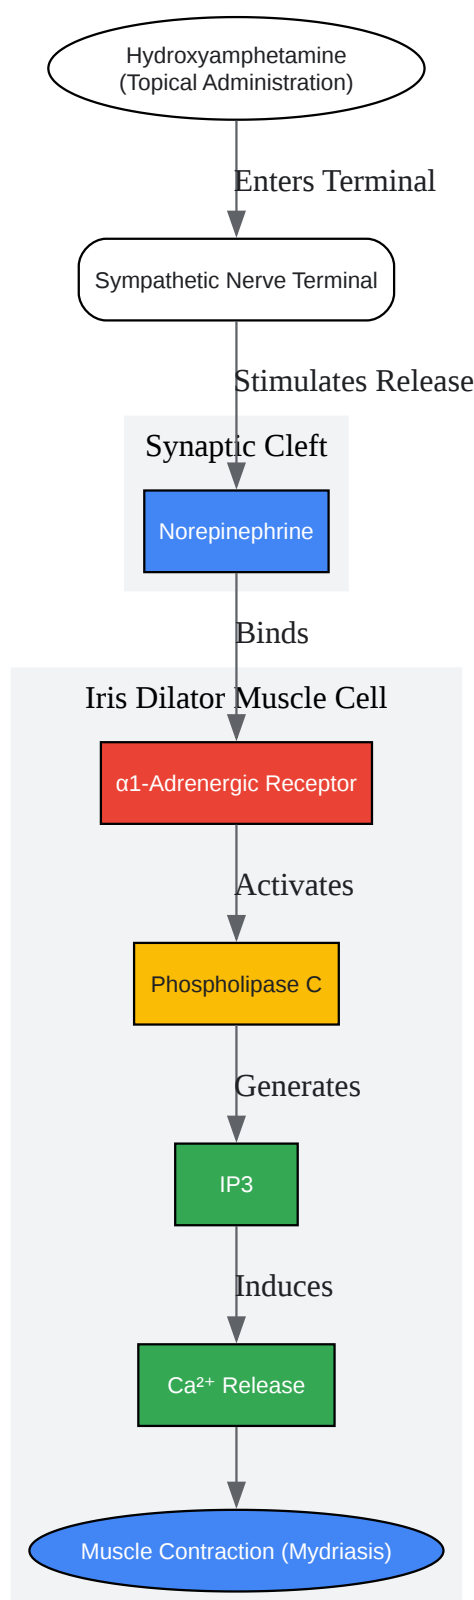 Hydroxyamphetamine
(Topical Administration)
Enters Terminal
Sympathetic Nerve Terminal
Stimulates Release
Synaptic Cleft
Norepinephrine
Binds
Iris Dilator Muscle Cell
α1-Adrenergic Receptor
Activates
Phospholipase C
Generates
IP3
Induces
Ca²⁺ Release
Muscle Contraction (Mydriasis)